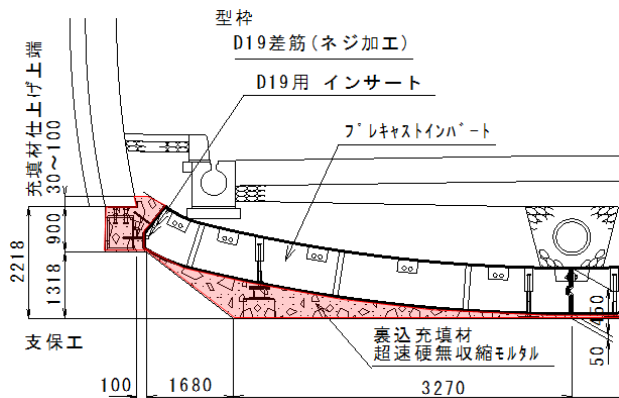 型枠
D19差筋(ネジ加工)
D19用 インサート
プレキャストインバート
充填材仕上げ上端
30～100
900
2218
1318
支保工
裏込充填材
超速硬無収縮モルタル
450
50
100
1680
3270